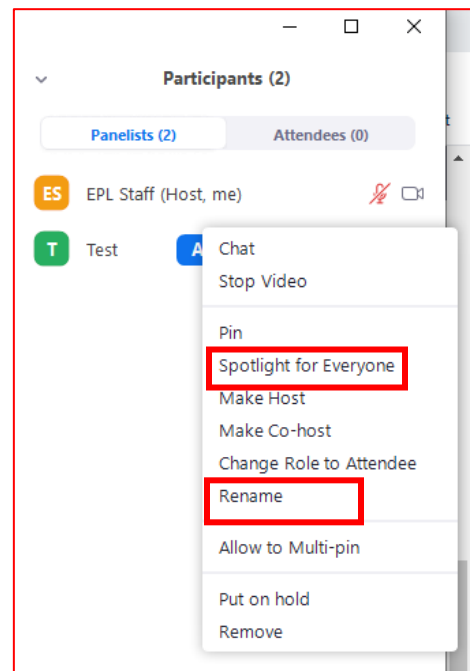 Participants (2)
Panelists (2) Attendees (0)
ES EPL Staff (Host, me)
T Test A
Chat
Stop Video
Pin
Spotlight for Everyone
Make Host
Make Co-host
Change Role to Attendee
Rename
Allow to Multi-pin
Put on hold
Remove